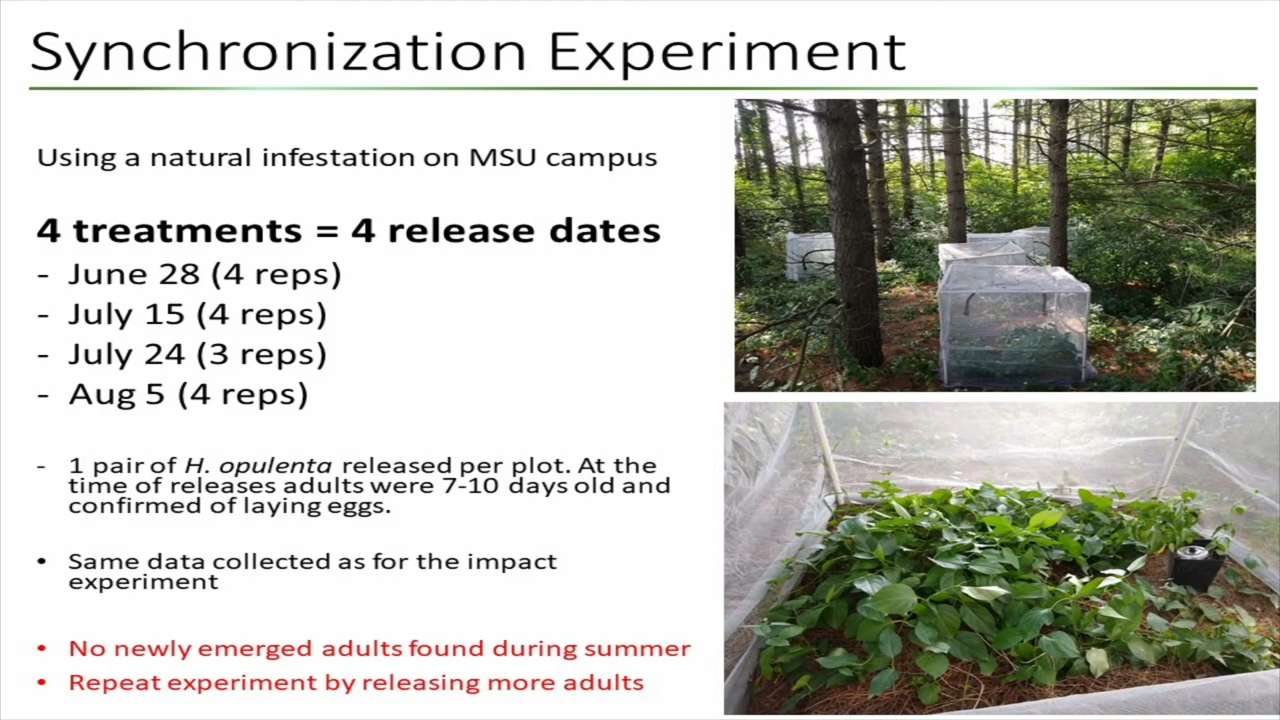 Synchronization Experiment
Using a natural infestation on MSU campus
4 treatments = 4 release dates
- June 28 (4 reps)
- July 15 (4 reps)
- July 24 (3 reps)
- Aug 5 (4 reps)
- 1 pair of H. opulenta released per plot. At the
time of releases adults were 7-10 days old and
confirmed of laying eggs.
• Same data collected as for the impact
experiment
• No newly emerged adults found during summer
• Repeat experiment by releasing more adults